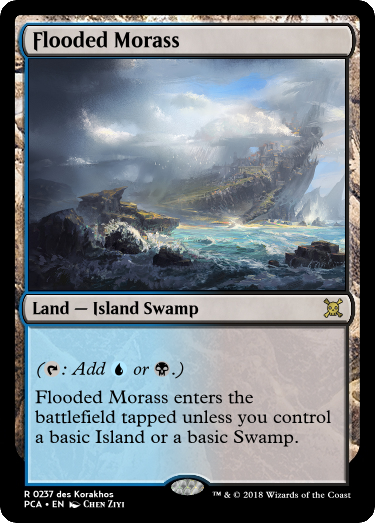 Flooded Morass
Land — Island Swamp
(: Add or .)
Flooded Morass enters the
battlefield tapped unless you control
a basic Island or a basic Swamp.
R 0237 des Korakhos
PCA • EN Chen Ziyi
™ & © 2018 Wizards of the Coast